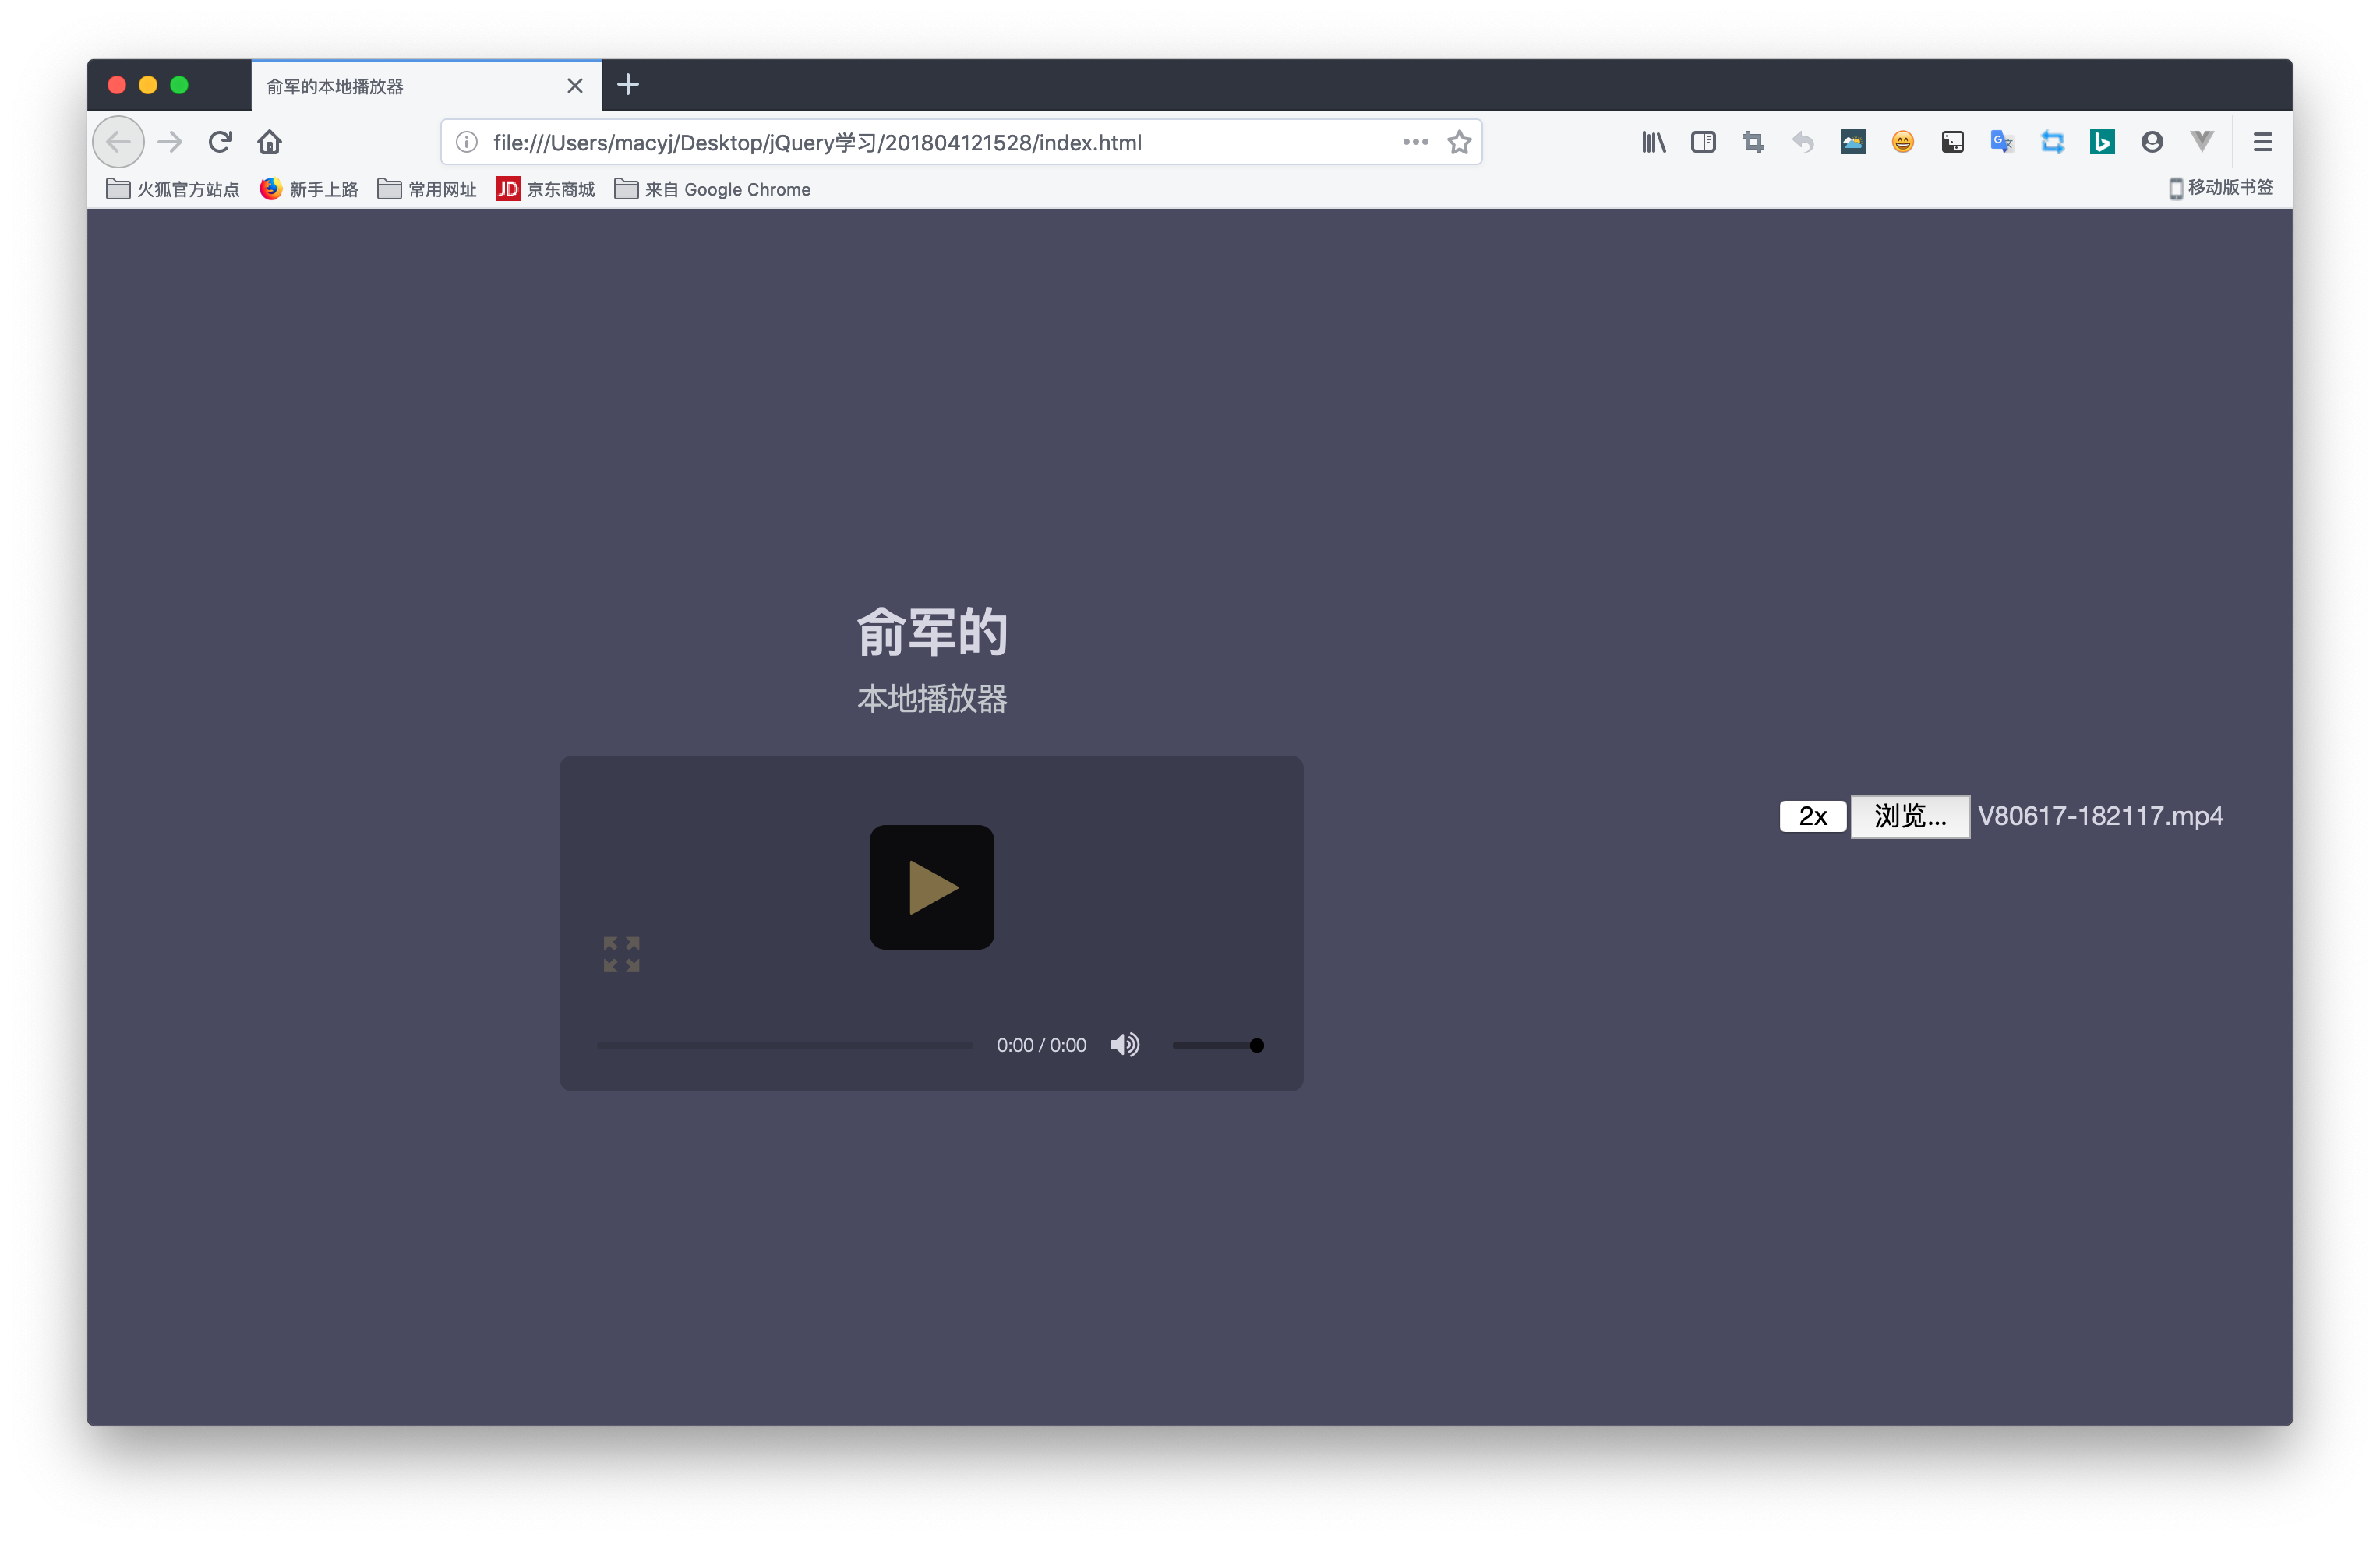 俞军的本地播放器
file:///Users/macyj/Desktop/jQuery学习/201804121528/index.html
火狐官方站点 新手上路 常用网址 JD 京东商城 来自 Google Chrome 移动版书签
俞军的
本地播放器
2x 浏览... V80617-182117.mp4
0:00 / 0:00